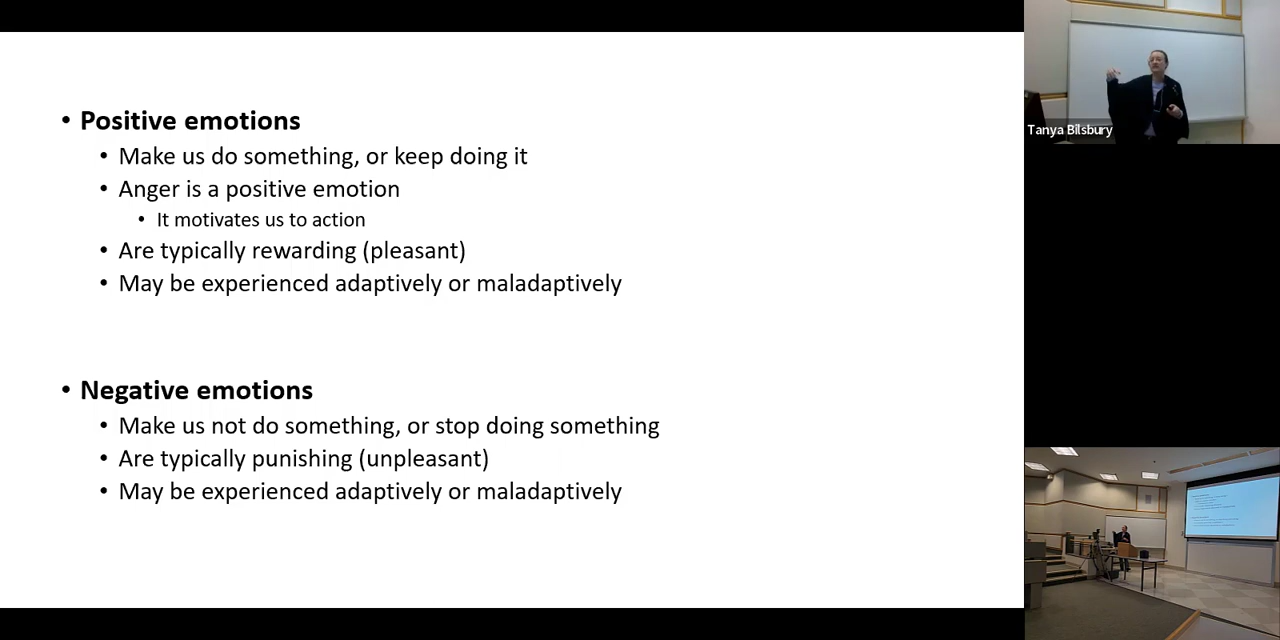 • Positive emotions
• Make us do something, or keep doing it
• Anger is a positive emotion
• It motivates us to action
• Are typically rewarding (pleasant)
• May be experienced adaptively or maladaptively
• Negative emotions
• Make us not do something, or stop doing something
• Are typically punishing (unpleasant)
• May be experienced adaptively or maladaptively
Tanya Bilsbury